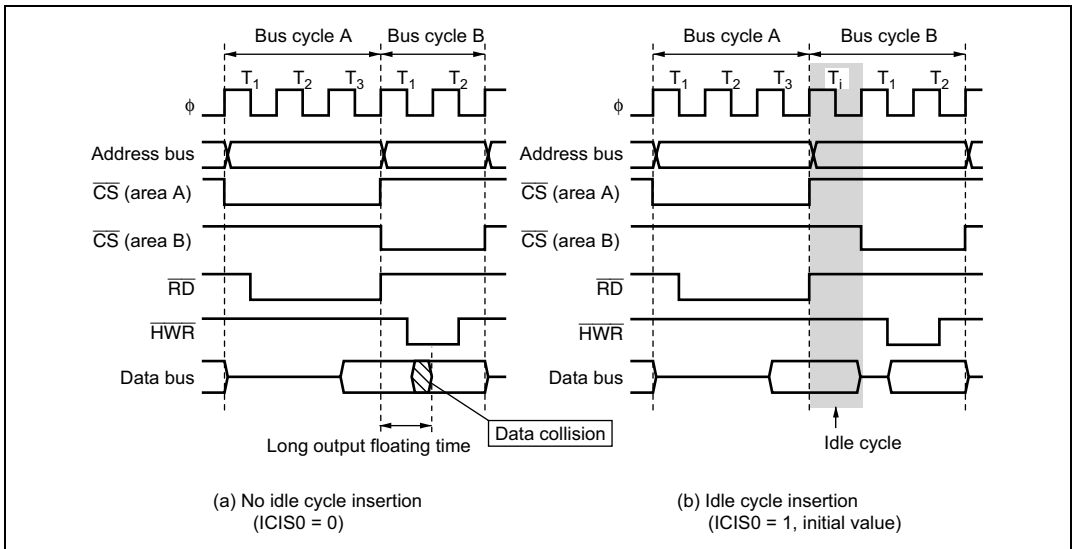 Bus cycle A Bus cycle B
T1 T2 T3 T1 T2
ϕ
Address bus
CS (area A)
CS (area B)
RD
HWR
Data bus
Data collision
Long output floating time
(a) No idle cycle insertion
(ICIS0 = 0)
Bus cycle A Bus cycle B
T1 T2 T3 Ti T1 T2
ϕ
Address bus
CS (area A)
CS (area B)
RD
HWR
Data bus
Idle cycle
(b) Idle cycle insertion
(ICIS0 = 1, initial value)